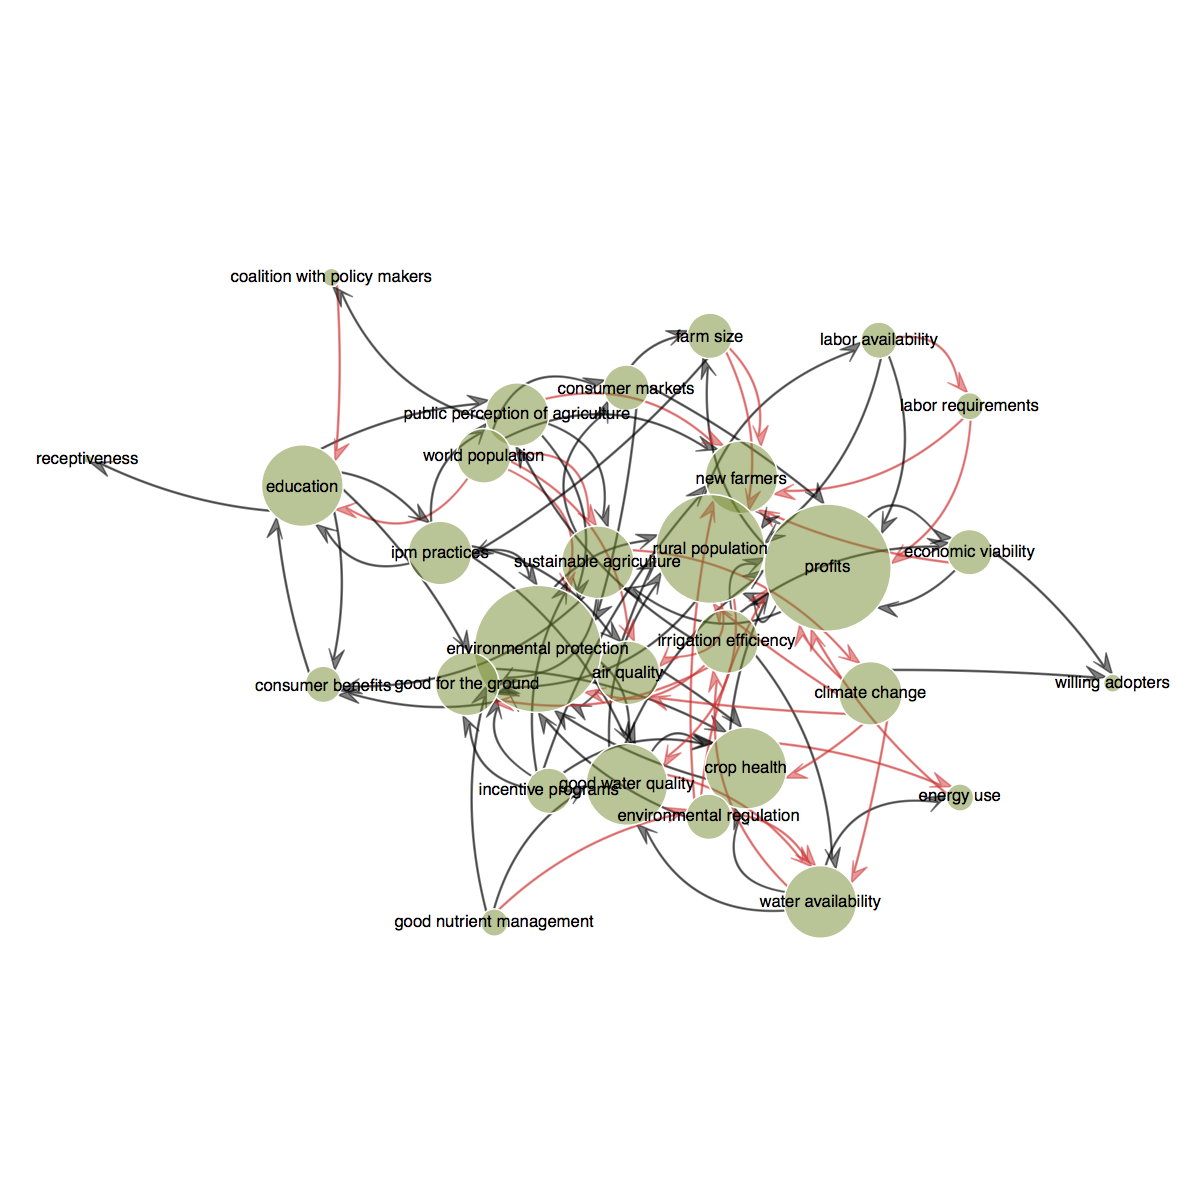 coalition with policy makers
farm size
labor availability
consumer markets
labor requirements
public perception of agriculture
world population
receptiveness
new farmers
education
rural population
ipm practices
economic viability
sustainable agriculture
profits
irrigation efficiency
environmental protection
air quality
consumer benefits
good for the ground
willing adopters
climate change
crop health
good water quality
incentive programs
energy use
environmental regulation
water availability
good nutrient management